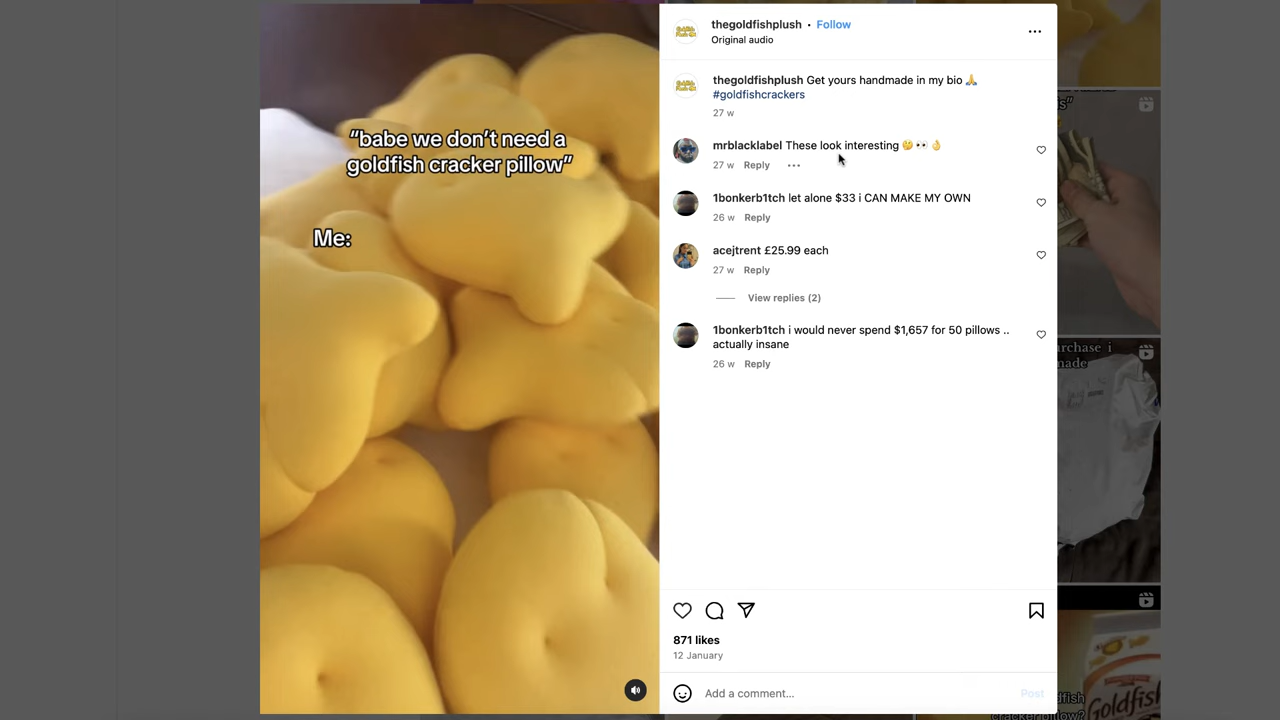 "babe we don't need a
goldfish cracker pillow"
Me:
thegoldfishplush • Follow
Original audio
thegoldfishplush Get yours handmade in my bio 🙏
#goldfishcrackers
27 w
mrblacklabel These look interesting 🤔👀👌
27 w Reply
1bonkerb1tch let alone $33 i CAN MAKE MY OWN
26 w Reply
acejtrent £25.99 each
27 w Reply
View replies (2)
1bonkerb1tch i would never spend $1,657 for 50 pillows ..
actually insane
26 w Reply
871 likes
12 January
Add a comment...
Post